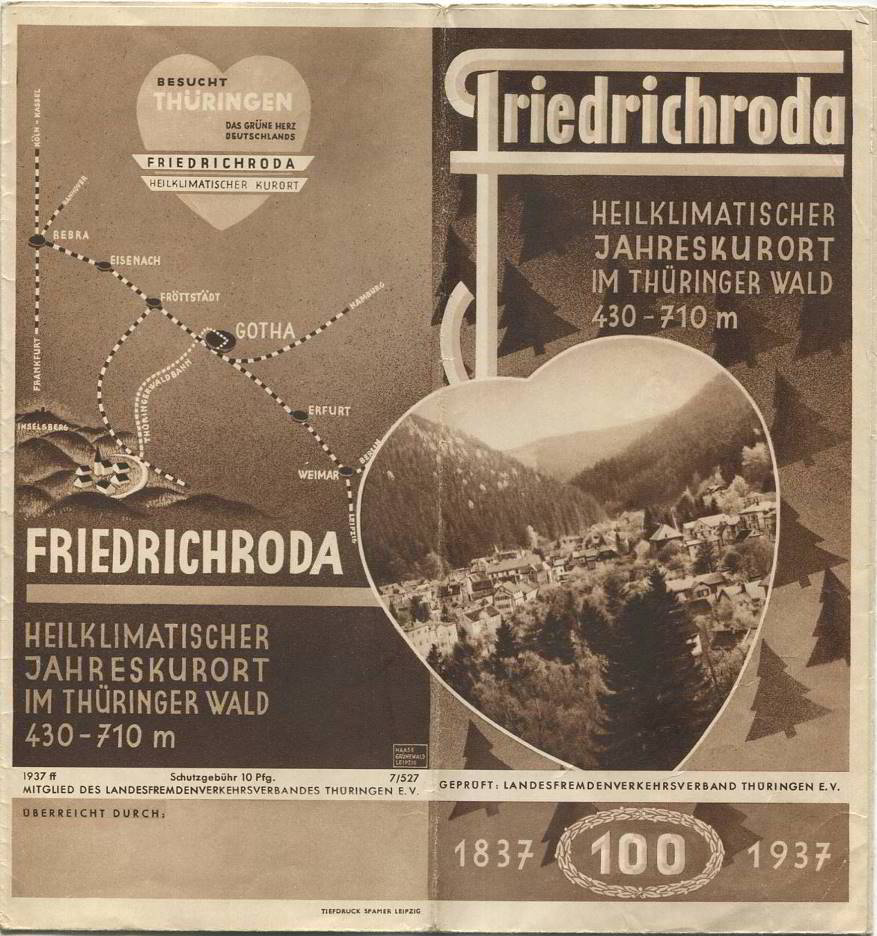 BESUCHT
THÜRINGEN
DAS GRÜNE HERZ
DEUTSCHLANDS
FRIEDRICHRODA
HEILKLIMATISCHER KURORT
KÖLN-KASSEL
HANNOVER
BEBRA
EISENACH
FRÖTTSTÄDT
HAMBURG
GOTHA
FRANKFURT
THÜRINGERWALDBAHN
INSELSBERG
ERFURT
BERLIN
WEIMAR
LEIPZIG
FRIEDRICHRODA
HEILKLIMATISCHER
JAHRESKURORT
IM THÜRINGER WALD
430-710 m
HAASE
GRUNEWALD
LEIPZIG
1937 ff Schutzgebühr 10 Pfg. 7/527
MITGLIED DES LANDESFREMDENVERKEHRSVERBANDES THÜRINGEN E.V.
ÜBERREICHT DURCH:
TIEFDRUCK SPAMER LEIPZIG
Friedrichroda
HEILKLIMATISCHER
JAHRESKURORT
IM THÜRINGER WALD
430-710 m
GEPRÜFT: LANDESFREMDENVERKEHRSVERBAND THÜRINGEN E.V.
1837 100 1937